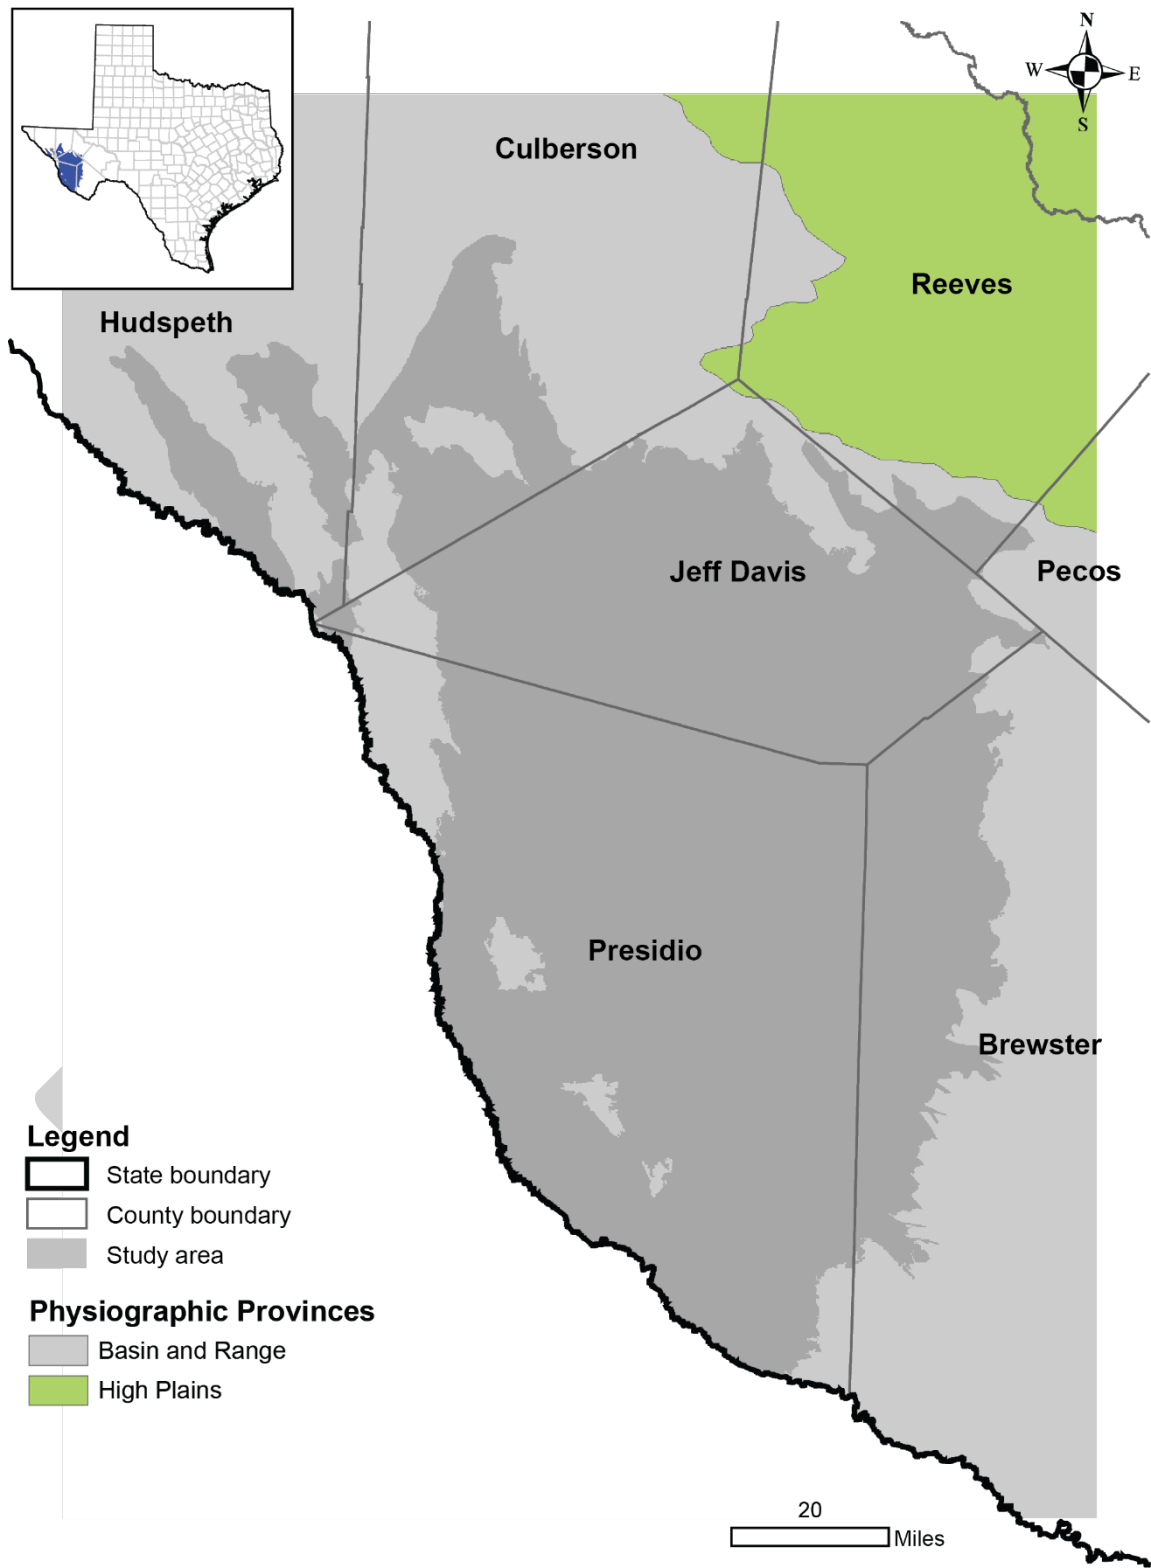 N
W E
S
Culberson
Reeves
Hudspeth
Jeff Davis
Pecos
Presidio
Brewster
Legend
State boundary
County boundary
Study area
Physiographic Provinces
Basin and Range
High Plains
20
Miles